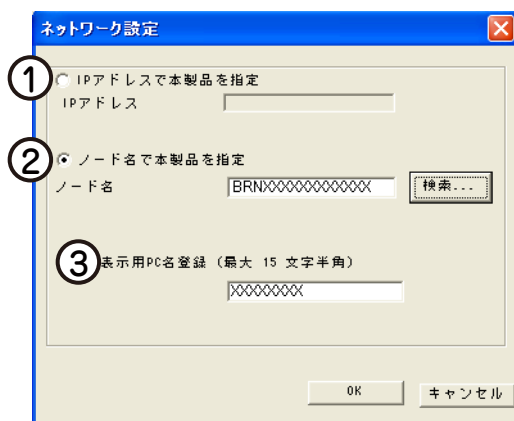 ネットワーク設定
① IPアドレスで本製品を指定
IPアドレス
② ノード名で本製品を指定
ノード名 BRNXXXXXXXXXXXX 検索...
③ 表示用PC名登録 (最大 15 文字半角)
XXXXXXXX
OK キャンセル